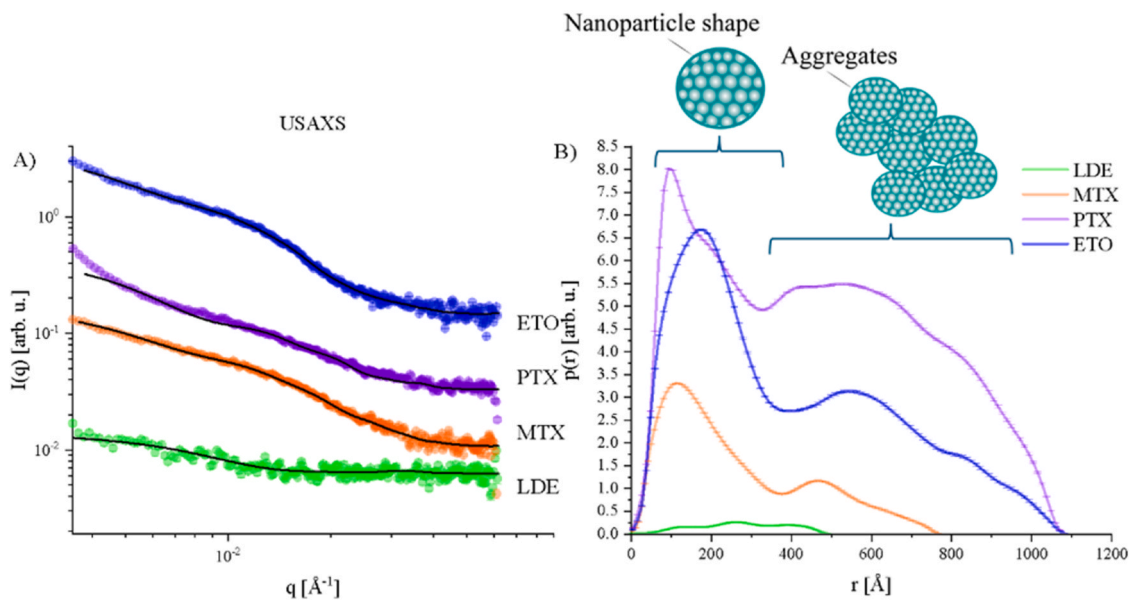 Nanoparticle shape
Aggregates
USAXS
A)
B)
I(q) [arb. u.]
10⁰
10⁻¹
10⁻²
ETO
PTX
MTX
LDE
10⁻²
q [Å⁻¹]
p(r) [arb. u.]
8.5
8.0
7.5
7.0
6.5
6.0
5.5
5.0
4.5
4.0
3.5
3.0
2.5
2.0
1.5
1.0
0.5
0.0
LDE
MTX
PTX
ETO
0 200 400 600 800 1000 1200
r [Å]